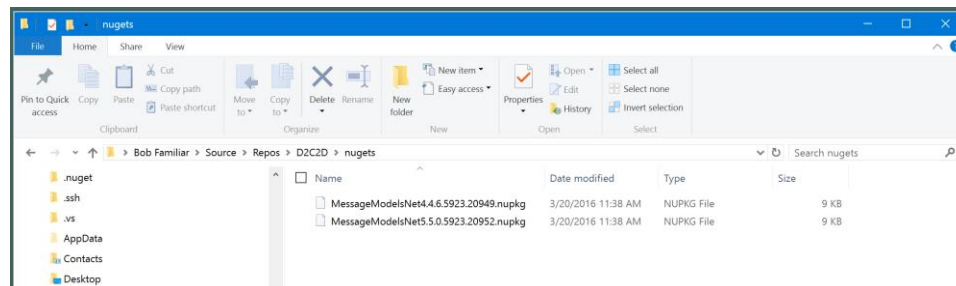 nugets
File Home Share View
Pin to Quick access
Copy
Paste
Cut
Copy path
Paste shortcut
Clipboard
Move to
Copy to
Delete
Rename
Organize
New folder
New item
Easy access
New
Properties
Open
Edit
History
Open
Select all
Select none
Invert selection
Select
> Bob Familiar > Source > Repos > D2C2D > nugets
Search nugets
Name Date modified Type Size
MessageModelsNet4.4.6.5923.20949.nupkg 3/20/2016 11:38 AM NUPKG File 9 KB
MessageModelsNet5.5.0.5923.20952.nupkg 3/20/2016 11:38 AM NUPKG File 9 KB
.nuget
.ssh
.vs
AppData
Contacts
Desktop